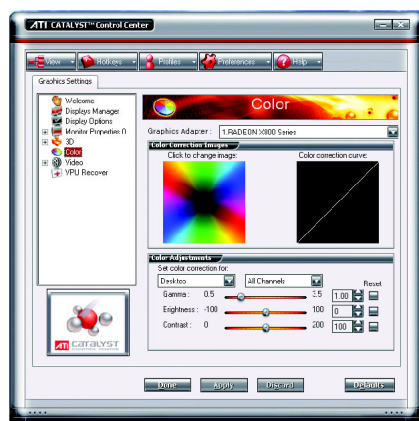 ATI CATALYST™ Control Center
View
Hotkeys
Profiles
Preferences
Help
Graphics Settings
Welcome
Displays Manager
Display Options
Monitor Properties 0
3D
Color
Video
VPU Recover
Color
Graphics Adapter : 1.RADEON X800 Series
Color Correction Images
Click to change image:
Color correction curve:
Color Adjustments
Set color correction for:
Desktop
All Channels
Reset
Gamma : 0.5 3.5 1.00
Brightness : -100 100 0
Contrast : 0 200 100
ATI CATALYST
Done
Apply
Discard
Defaults